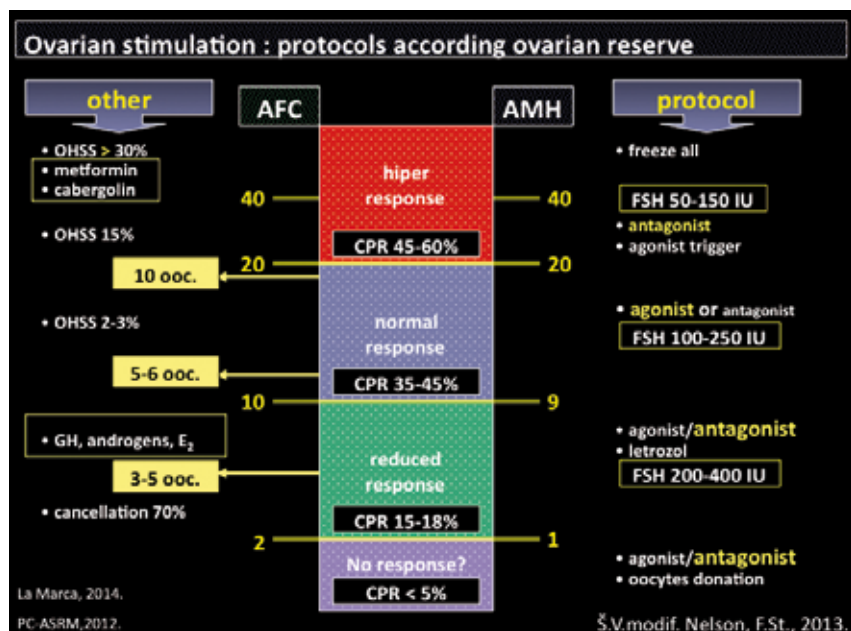 Ovarian stimulation : protocols according ovarian reserve
other
• OHSS > 30%
• metformin
• cabergolin
• OHSS 15%
10 ooc.
• OHSS 2-3%
5-6 ooc.
• GH, androgens, E₂
3-5 ooc.
• cancellation 70%
La Marca, 2014.
PC-ASRM,2012.
AFC
40
20
10
2
hiper
response
CPR 45-60%
normal
response
CPR 35-45%
reduced
response
CPR 15-18%
No response?
CPR < 5%
AMH
40
20
9
1
protocol
• freeze all
FSH 50-150 IU
• antagonist
• agonist trigger
• agonist or antagonist
FSH 100-250 IU
• agonist/antagonist
• letrozol
FSH 200-400 IU
• agonist/antagonist
• oocytes donation
Š.V.modif. Nelson, F.St., 2013.